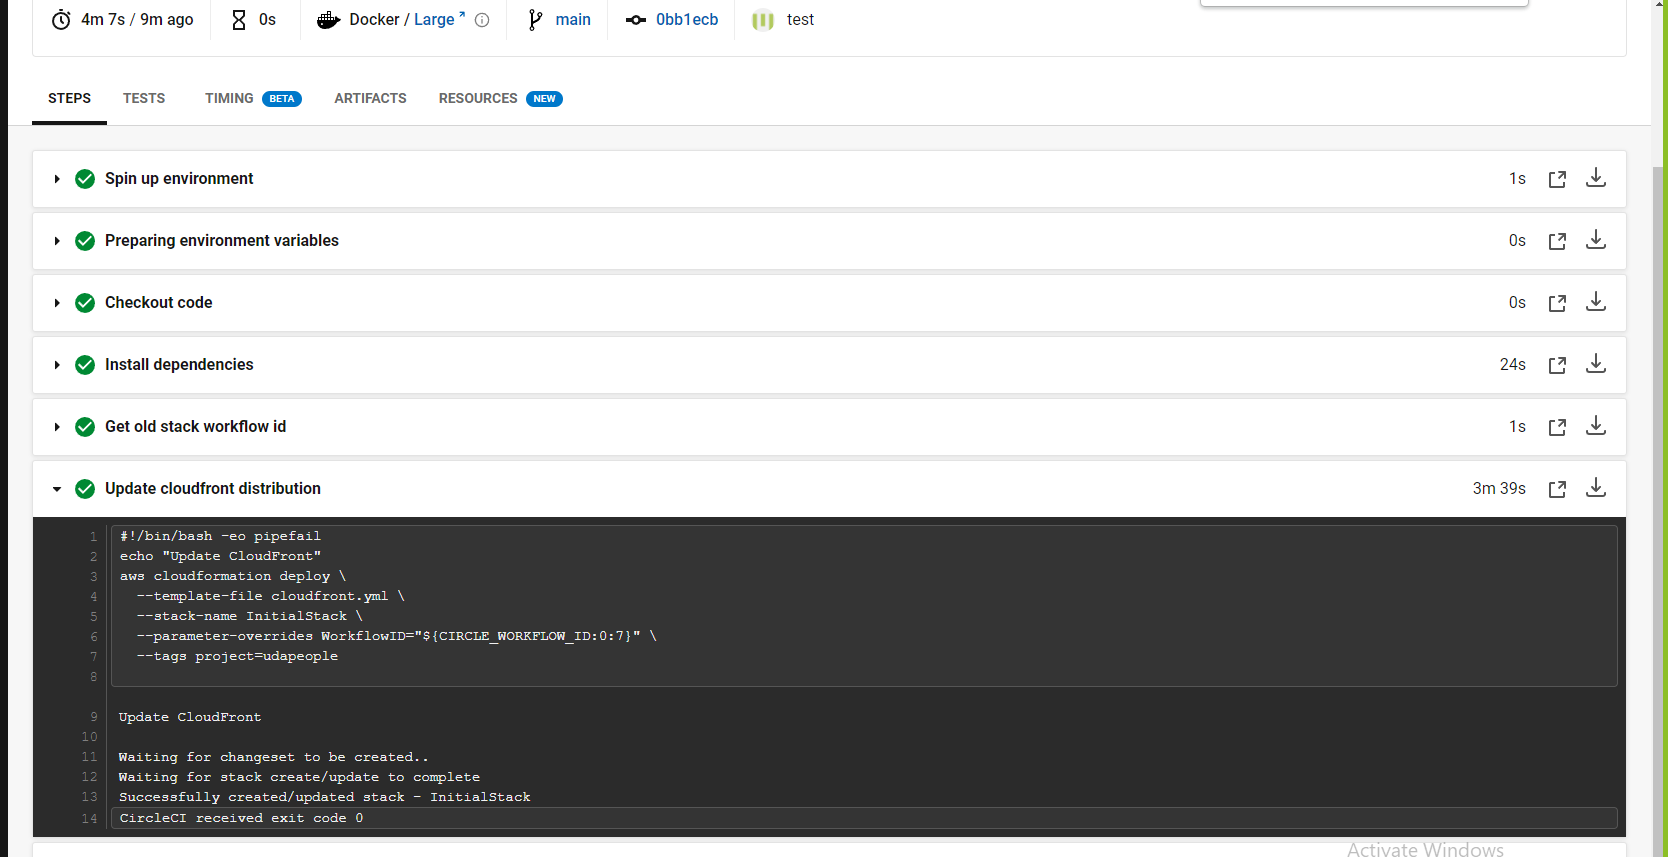 4m 7s / 9m ago 0s Docker / Large main 0bb1ecb test
STEPS TESTS TIMING BETA ARTIFACTS RESOURCES NEW
Spin up environment 1s
Preparing environment variables 0s
Checkout code 0s
Install dependencies 24s
Get old stack workflow id 1s
Update cloudfront distribution 3m 39s
1 #!/bin/bash -eo pipefail
2 echo "Update CloudFront"
3 aws cloudformation deploy \
4 --template-file cloudfront.yml \
5 --stack-name InitialStack \
6 --parameter-overrides WorkflowID="${CIRCLE_WORKFLOW_ID:0:7}" \
7 --tags project=udapeople
8
9 Update CloudFront
10
11 Waiting for changeset to be created..
12 Waiting for stack create/update to complete
13 Successfully created/updated stack - InitialStack
14 CircleCI received exit code 0
Activate Windows